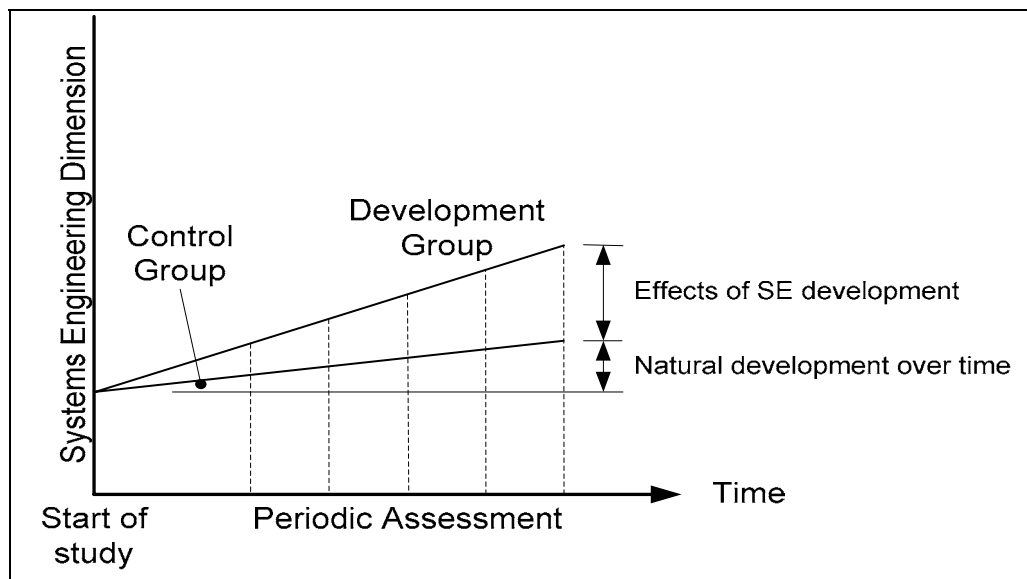 Systems Engineering Dimension
Control
Group
Development
Group
Effects of SE development
Natural development over time
Time
Start of
study
Periodic Assessment